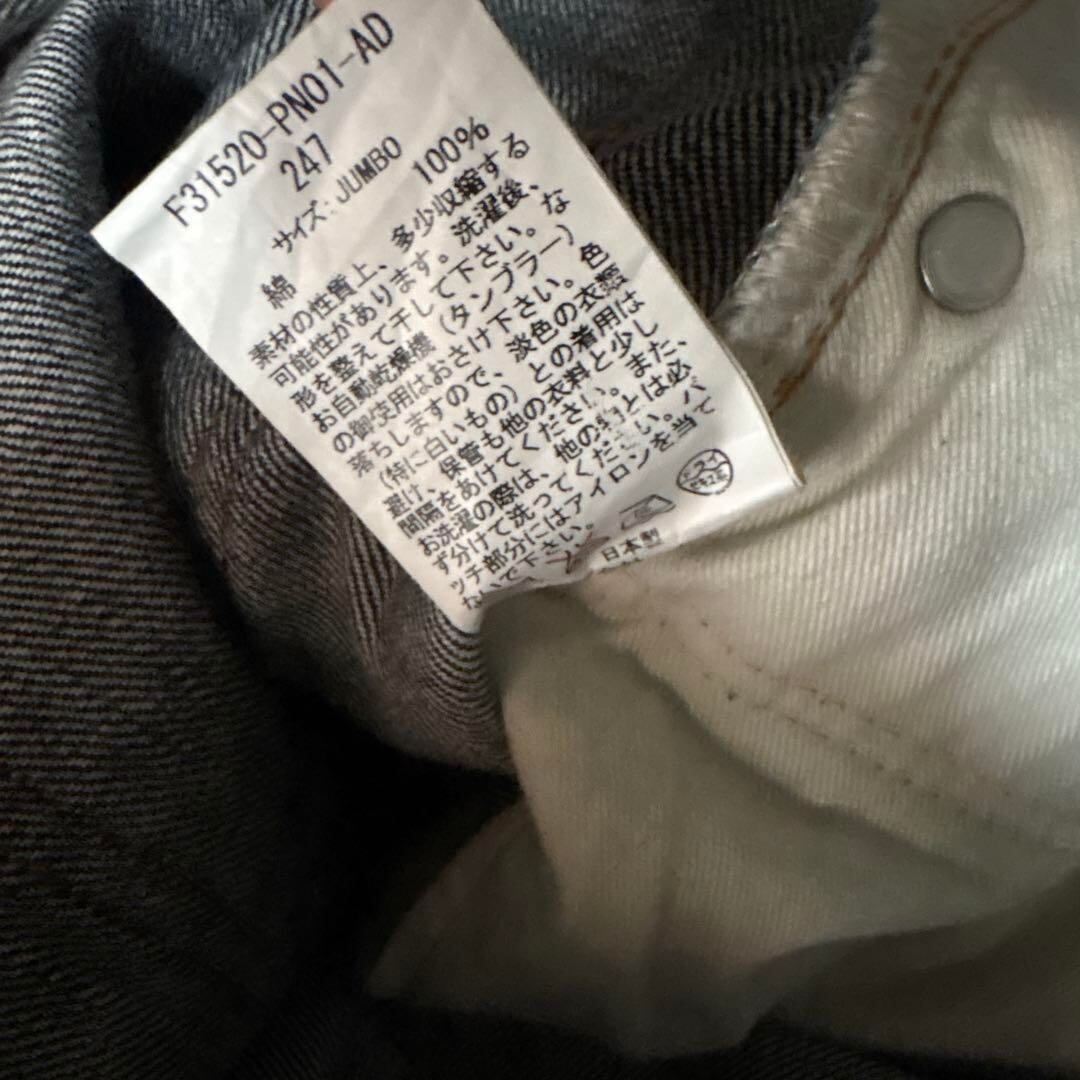 F31520-PN01-AD
247
サイズ: JUMBO
綿 100%
素材の性質上、多少収縮する
可能性があります。洗濯後、
形を整えて干して下さい。な
お自動乾燥機（タンブラー）
の御使用はおさけ下さい。色
落ちしますので、淡色の衣類
（特に白いもの）との着用は
避け、保管も他の衣料と少し
間隔をあけてください。また、
お洗濯の際は、他の物とは必
ず分けて洗ってください。パ
ッチ部分にはアイロンを当て
ないで下さい。
日本製